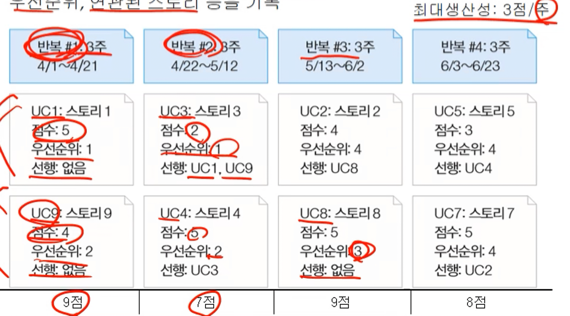 우선순위, 연관된 스토리 등을 기록
최대생산성: 3점/주
반복 #1: 3주
4/1~4/21
반복 #2: 3주
4/22~5/12
반복 #3: 3주
5/13~6/2
반복 #4: 3주
6/3~6/23
UC1: 스토리 1
점수: 5
우선순위: 1
선행: 없음
UC3: 스토리 3
점수: 2
우선순위: 1
선행: UC1, UC9
UC2: 스토리 2
점수: 4
우선순위: 4
선행: UC8
UC5: 스토리 5
점수: 3
우선순위: 4
선행: UC4
UC9: 스토리 9
점수: 4
우선순위: 2
선행: 없음
UC4: 스토리 4
점수: 5
우선순위: 2
선행: UC3
UC8: 스토리 8
점수: 5
우선순위: 3
선행: 없음
UC7: 스토리 7
점수: 5
우선순위: 4
선행: UC2
9점
7점
9점
8점